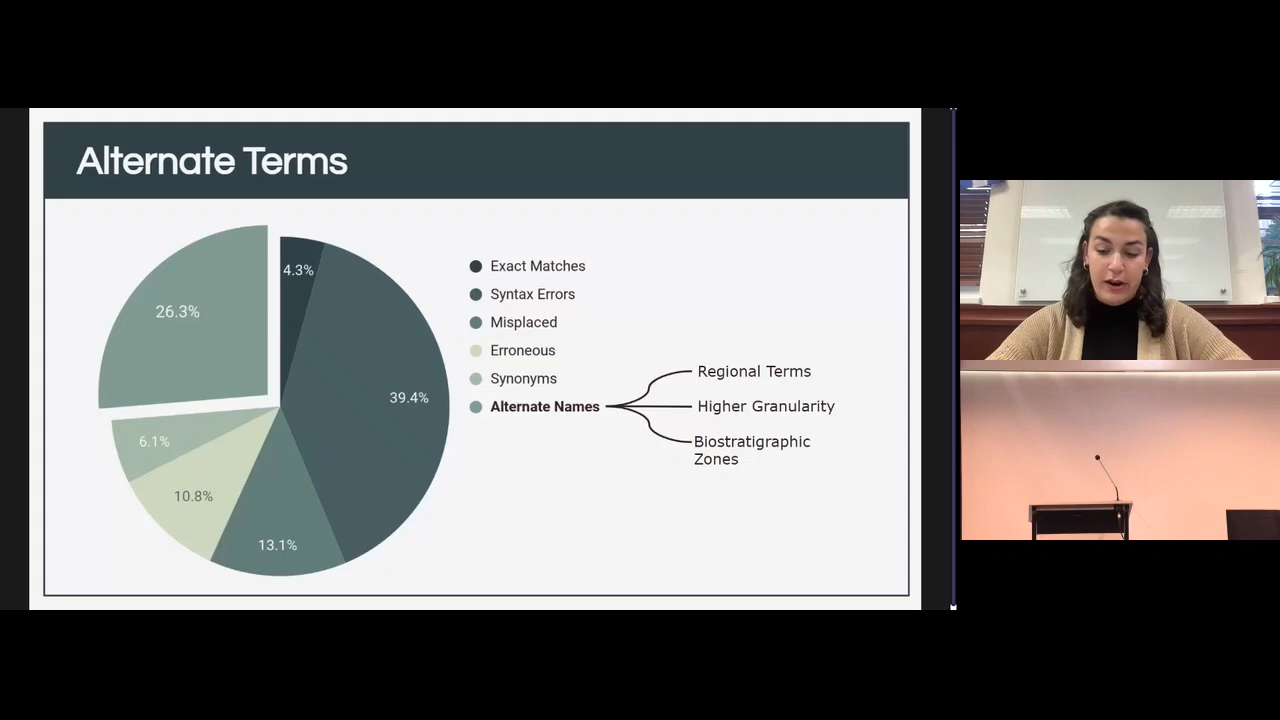 Alternate Terms
4.3%
26.3%
39.4%
6.1%
10.8%
13.1%
Exact Matches
Syntax Errors
Misplaced
Erroneous
Synonyms
Alternate Names
Regional Terms
Higher Granularity
Biostratigraphic
Zones